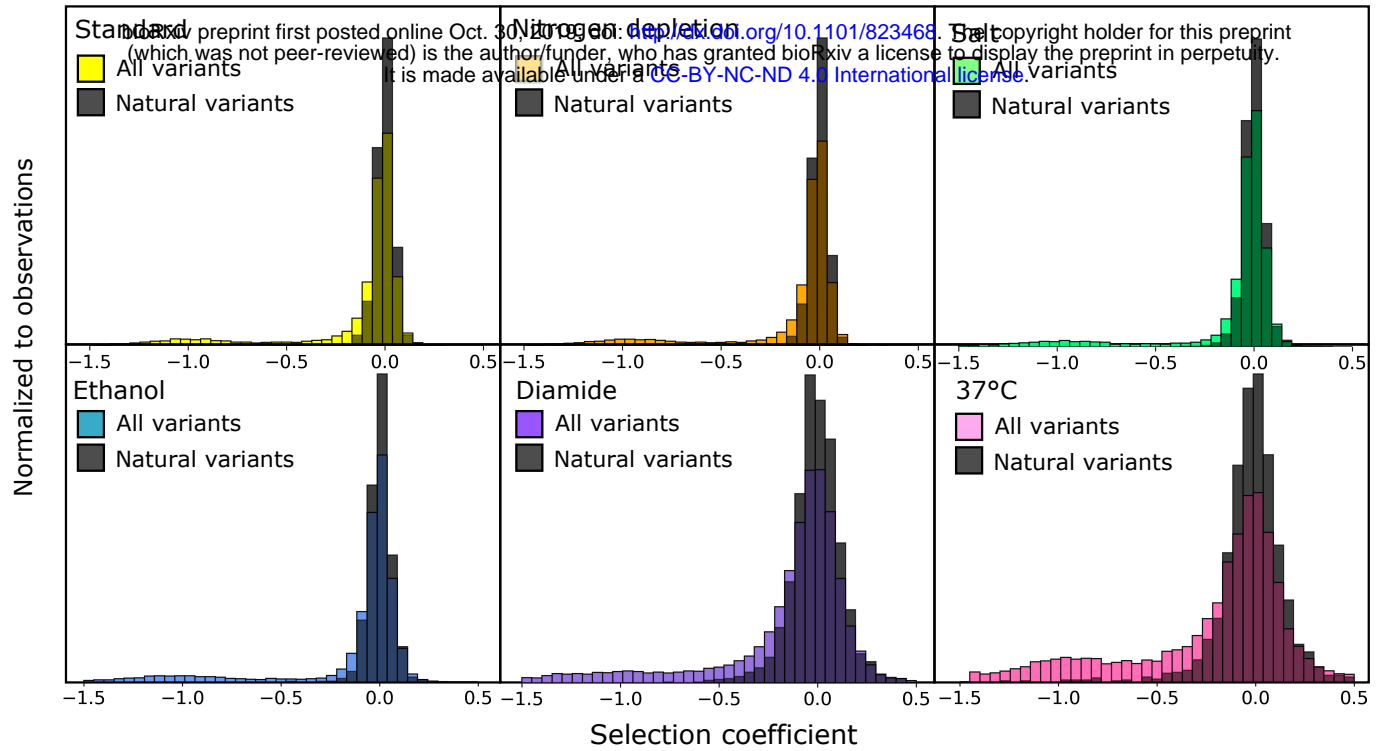 bioRxiv preprint first posted online Oct. 30, 2019; doi: http://dx.doi.org/10.1101/823468. The copyright holder for this preprint
(which was not peer-reviewed) is the author/funder, who has granted bioRxiv a license to display the preprint in perpetuity.
It is made available under a CC-BY-NC-ND 4.0 International license.
Standard
All variants
Natural variants
Nitrogen depletion
All variants
Natural variants
Salt
All variants
Natural variants
−1.5 −1.0 −0.5 0.0 0.5
−1.5 −1.0 −0.5 0.0 0.5
−1.5 −1.0 −0.5 0.0 0.5
Ethanol
All variants
Natural variants
Diamide
All variants
Natural variants
37°C
All variants
Natural variants
−1.5 −1.0 −0.5 0.0 0.5
−1.5 −1.0 −0.5 0.0 0.5
−1.5 −1.0 −0.5 0.0 0.5
Normalized to observations
Selection coefficient